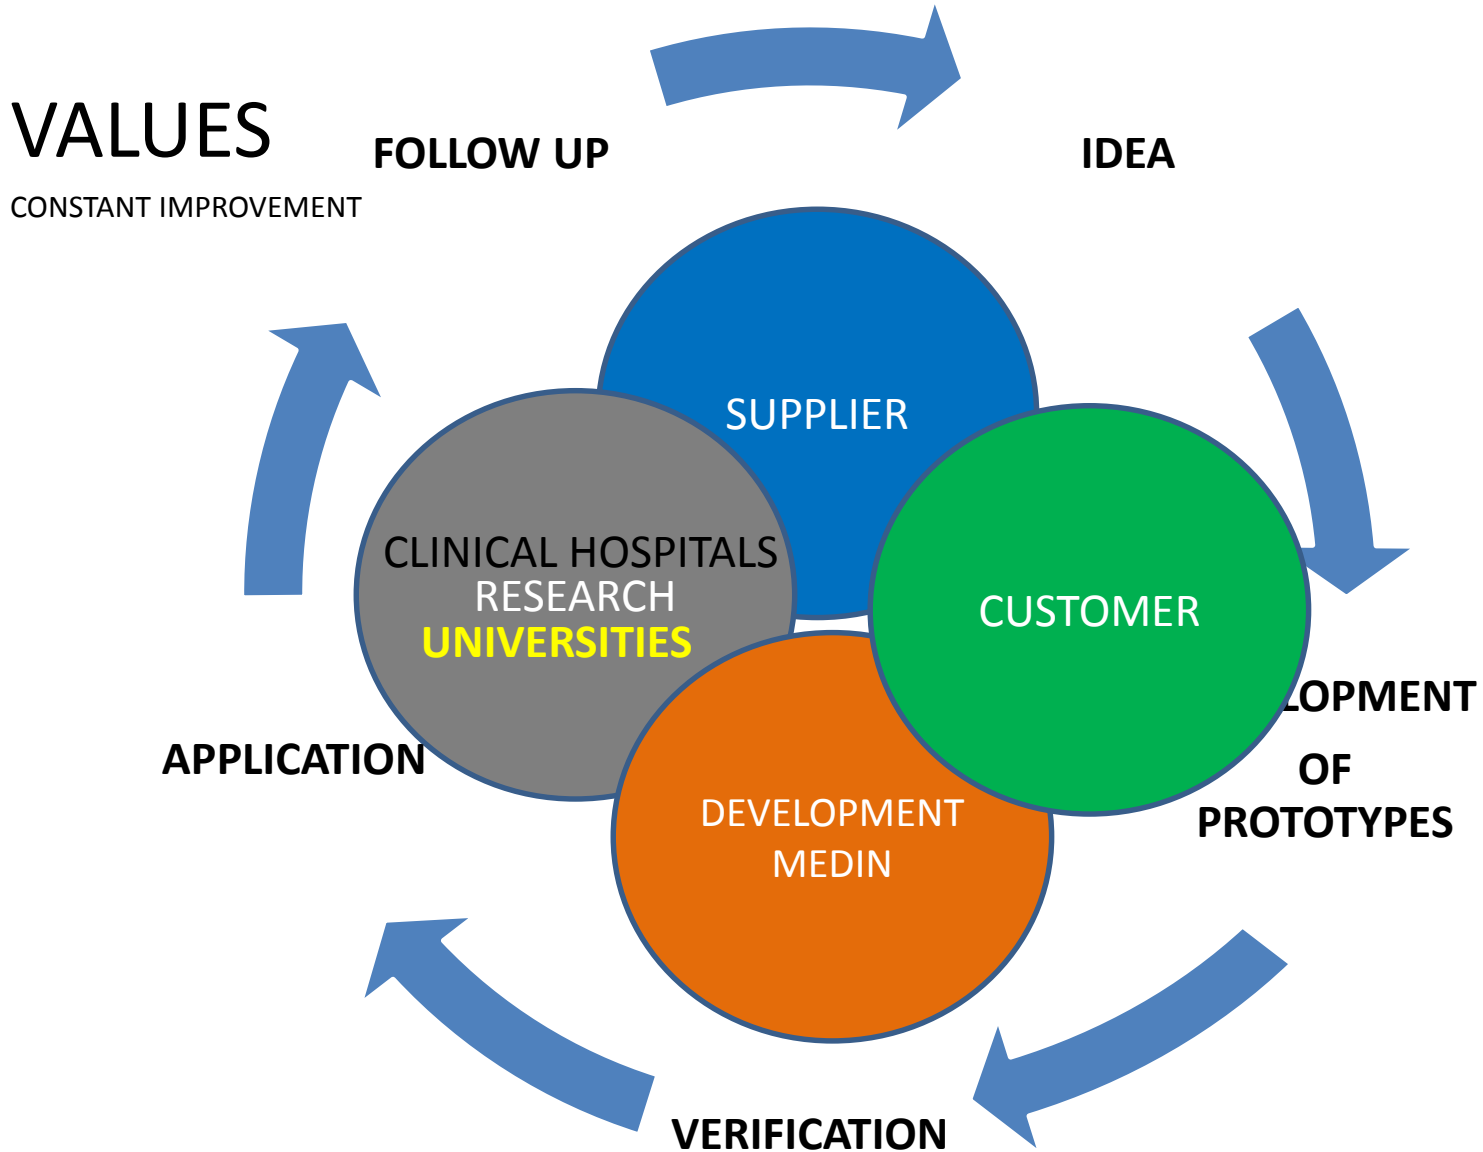 VALUES
CONSTANT IMPROVEMENT
FOLLOW UP
IDEA
SUPPLIER
CLINICAL HOSPITALS
RESEARCH
UNIVERSITIES
CUSTOMER
LOPMENT
OF
PROTOTYPES
APPLICATION
DEVELOPMENT
MEDIN
VERIFICATION